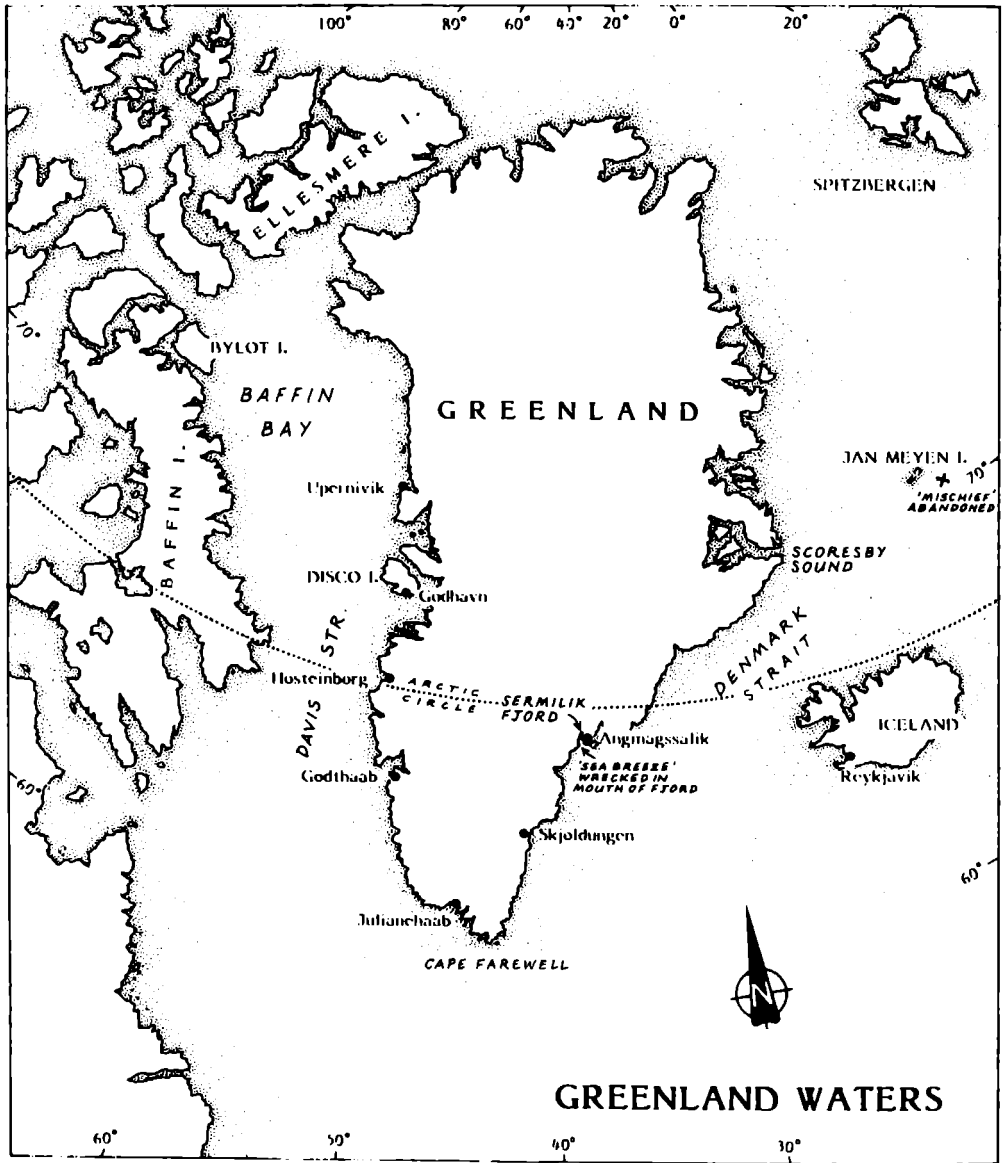 100°
80°
60°
40°
20°
0°
20°
ELLESMERE I.
SPITZBERGEN
70°
BYLOT I.
BAFFIN
BAY
GREENLAND
BAFFIN I.
JAN MEYEN I.
70°
'MISCHIEF'
ABANDONED
Upernivik
SCORESBY
SOUND
DISCO I.
Godhavn
DAVIS STR.
DENMARK
STRAIT
Hosteinborg
ARCTIC
CIRCLE
SERMILIK
FJORD
Angmagssalik
ICELAND
'SEA BREEZE'
WRECKED IN
MOUTH OF FJORD
Godthaab
Reykjavik
60°
Skjoldungen
60°
Julianehaab
CAPE FAREWELL
N
GREENLAND WATERS
60°
50°
40°
30°